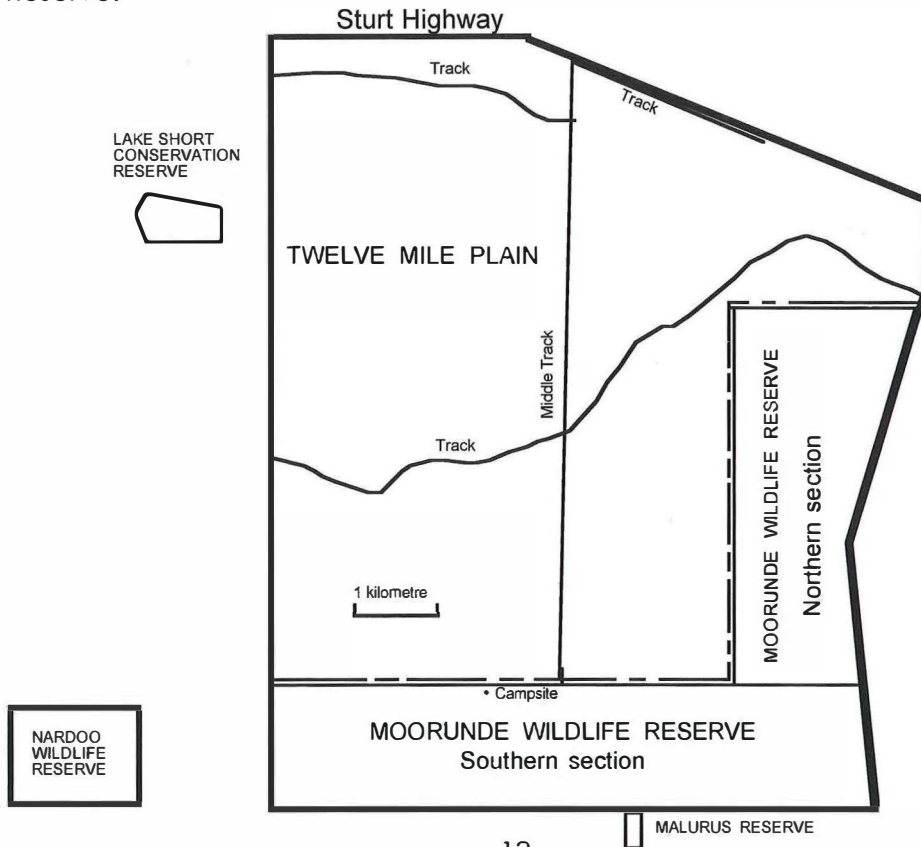 Sturt Highway
Track
Track
LAKE SHORT
CONSERVATION
RESERVE
TWELVE MILE PLAIN
Middle Track
MOORUNDE WILDLIFE RESERVE
Northern section
Track
1 kilometre
• Campsite
MOORUNDE WILDLIFE RESERVE
Southern section
NARDOO
WILDLIFE
RESERVE
MALURUS RESERVE